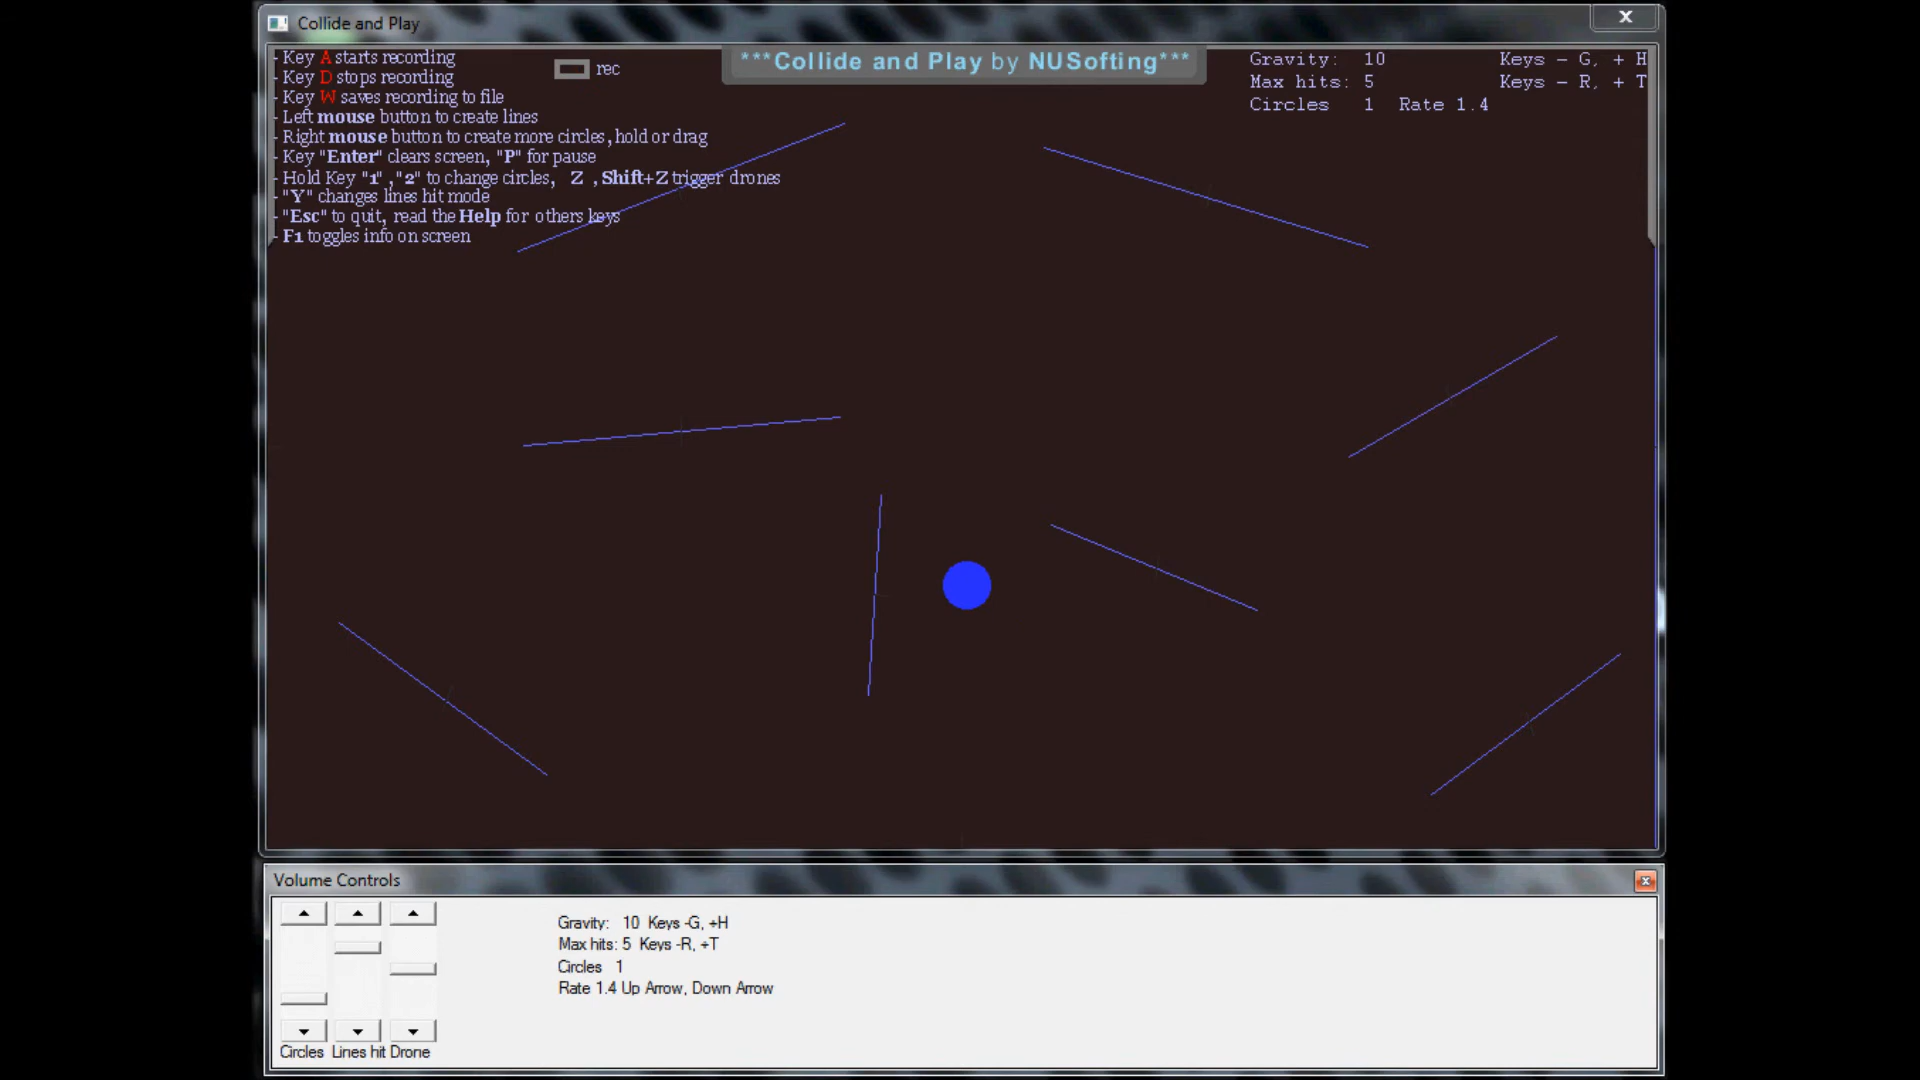 Collide and Play
X
- Key A starts recording
- Key D stops recording
- Key W saves recording to file
- Left mouse button to create lines
- Right mouse button to create more circles, hold or drag
- Key "Enter" clears screen, "P" for pause
- Hold Key "1" ,"2" to change circles, Z , Shift+Z trigger drones
- "Y" changes lines hit mode
- "Esc" to quit, read the Help for others keys
- F1 toggles info on screen
rec
***Collide and Play by NUSofting***
Gravity: 10 Keys - G, + H
Max hits: 5 Keys - R, + T
Circles 1 Rate 1.4
Volume Controls
x
Gravity: 10 Keys -G, +H
Max hits: 5 Keys -R, +T
Circles 1
Rate 1.4 Up Arrow, Down Arrow
Circles Lines hit Drone